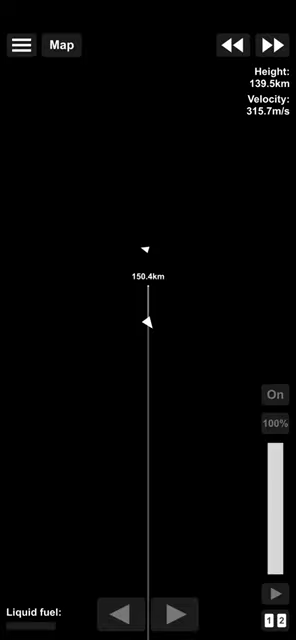 Map
Height:
139.5km
Velocity:
315.7m/s
150.4km
On
100%
Liquid fuel:
1 2